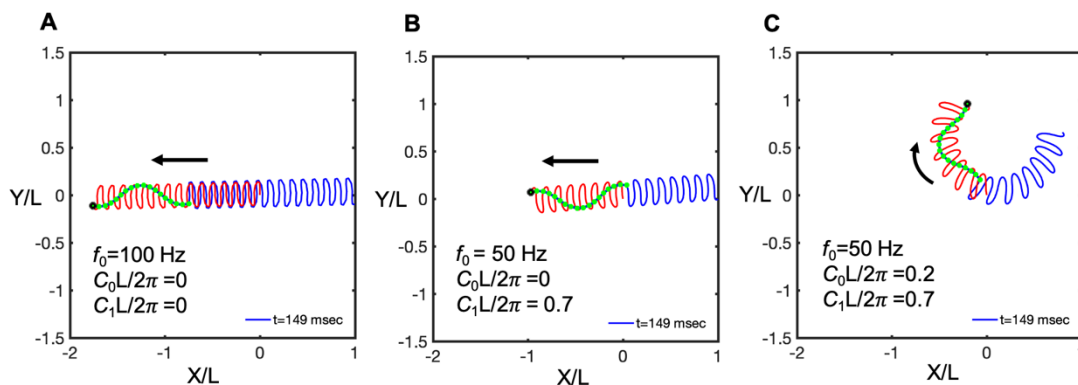 A
1.5
1
0.5
Y/L
0
-0.5
-1
-1.5
f₀=100 Hz
C₀L/2π =0
C₁L/2π =0
t=149 msec
-2
-1
0
1
X/L
B
1.5
1
0.5
Y/L
0
-0.5
-1
-1.5
f₀ = 50 Hz
C₀L/2π =0
C₁L/2π = 0.7
t=149 msec
-2
-1
0
1
X/L
C
1.5
1
0.5
Y/L
0
-0.5
-1
-1.5
f₀=50 Hz
C₀L/2π =0.2
C₁L/2π =0.7
t=149 msec
-2
-1
0
1
X/L